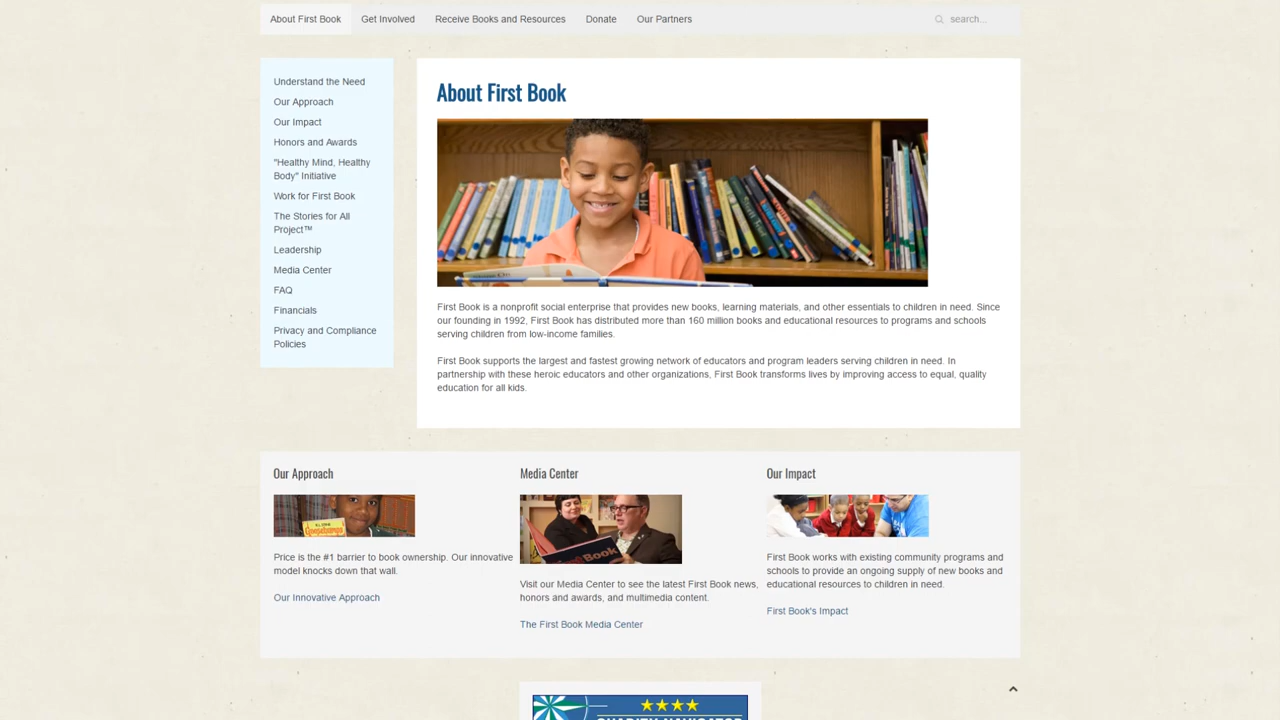 About First Book
Get Involved
Receive Books and Resources
Donate
Our Partners
search...
Understand the Need
Our Approach
Our Impact
Honors and Awards
"Healthy Mind, Healthy
Body" Initiative
Work for First Book
The Stories for All
Project™
Leadership
Media Center
FAQ
Financials
Privacy and Compliance
Policies
About First Book
First Book is a nonprofit social enterprise that provides new books, learning materials, and other essentials to children in need. Since
our founding in 1992, First Book has distributed more than 160 million books and educational resources to programs and schools
serving children from low-income families.
First Book supports the largest and fastest growing network of educators and program leaders serving children in need. In
partnership with these heroic educators and other organizations, First Book transforms lives by improving access to equal, quality
education for all kids.
Our Approach
Goosebumps
Price is the #1 barrier to book ownership. Our innovative
model knocks down that wall.
Our Innovative Approach
Media Center
Book
Visit our Media Center to see the latest First Book news,
honors and awards, and multimedia content.
The First Book Media Center
Our Impact
First Book works with existing community programs and
schools to provide an ongoing supply of new books and
educational resources to children in need.
First Book's Impact
CHARITY NAVIGATOR